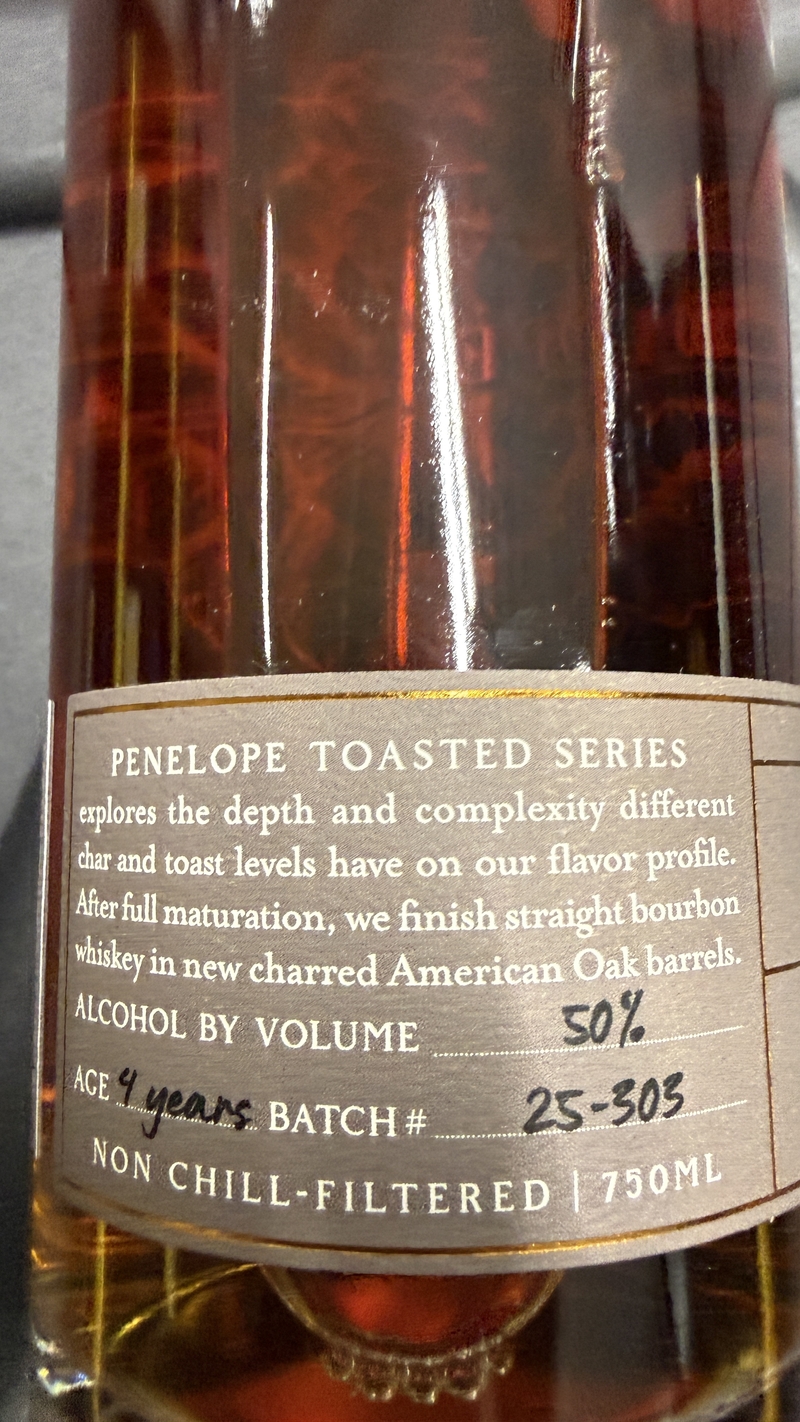 PENELOPE TOASTED SERIES
explores the depth and complexity different
char and toast levels have on our flavor profile.
After full maturation, we finish straight bourbon
whiskey in new charred American Oak barrels.
ALCOHOL BY VOLUME 50%
AGE 4 years BATCH# 25-303
NON CHILL-FILTERED | 750ML